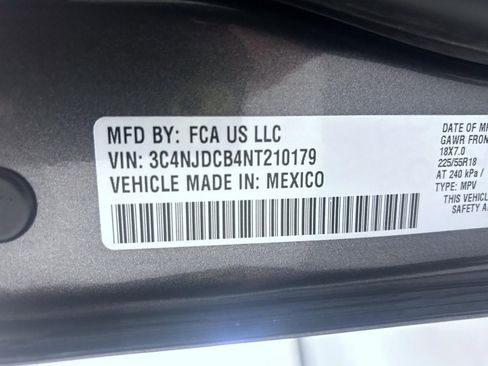 MFD BY: FCA US LLC
VIN: 3C4NJDCB4NT210179
VEHICLE MADE IN: MEXICO
DATE OF M
GAWR FRON
18X7.0
225/55R18
AT 240 kPa /
TYPE: MPV
THIS VEHICLE
SAFETY A